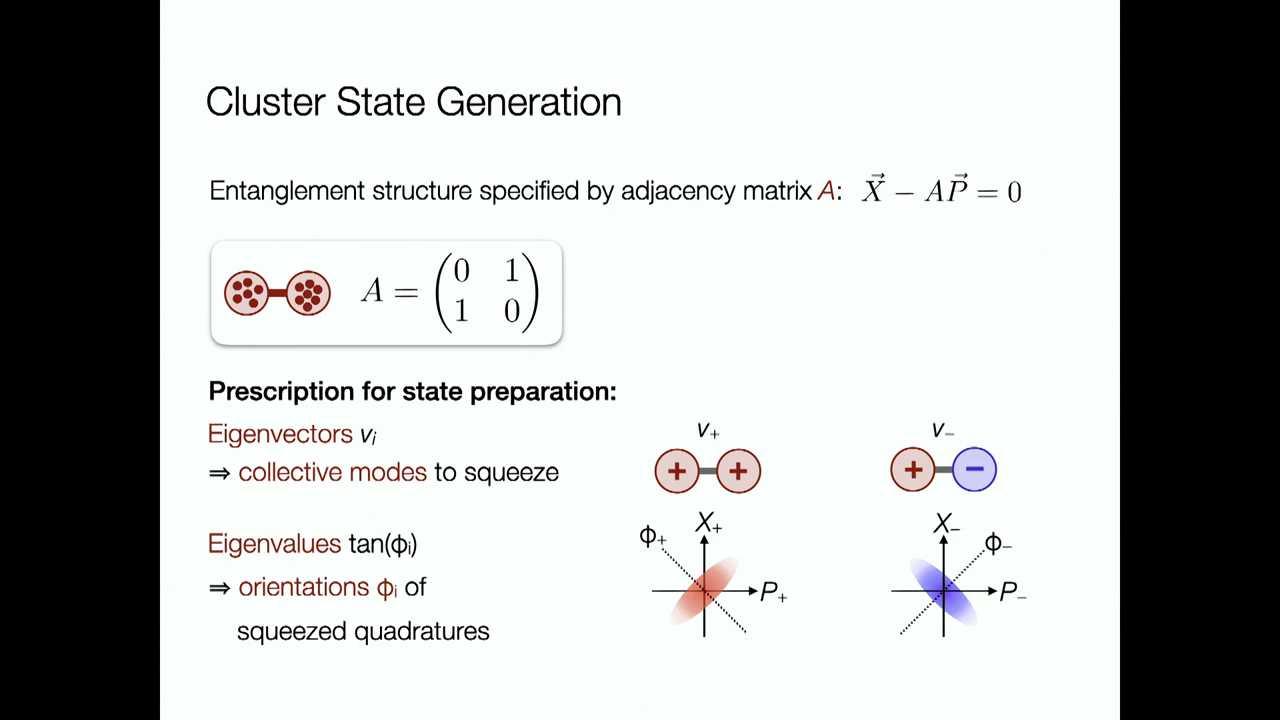 Cluster State Generation
Entanglement structure specified by adjacency matrix A: X⃗ − AP⃗ = 0
A = (0 1
1 0)
Prescription for state preparation:
Eigenvectors vᵢ
⇒ collective modes to squeeze
Eigenvalues tan(ϕᵢ)
⇒ orientations ϕᵢ of
squeezed quadratures
v₊
+ +
ϕ₊ X₊
P₊
v₋
+ −
X₋ ϕ₋
P₋